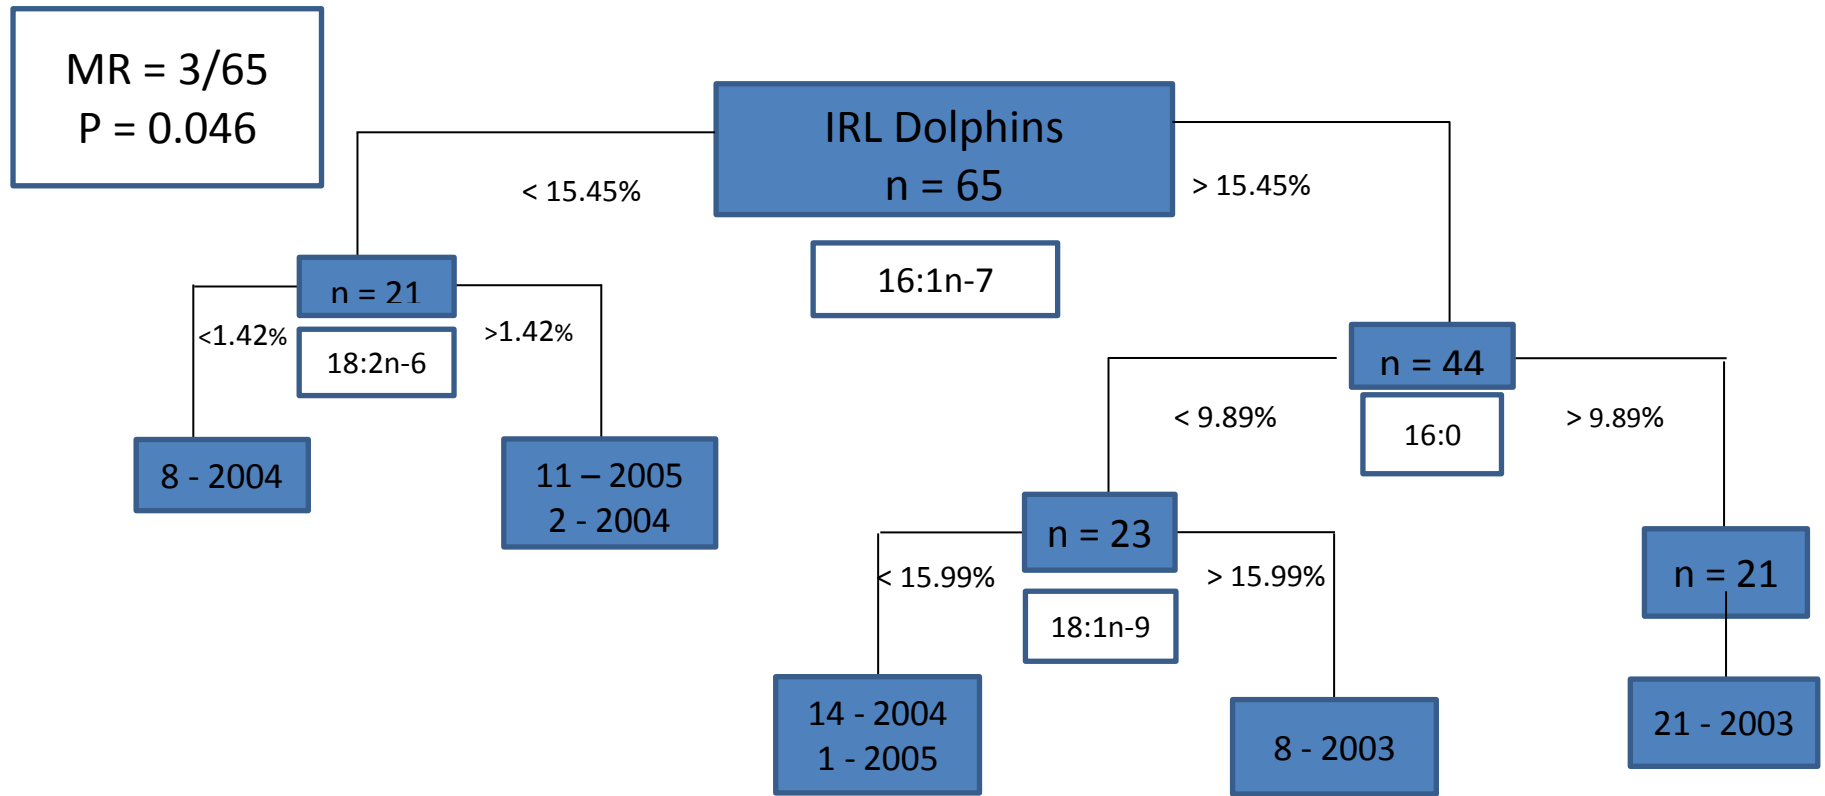 MR = 3/65
P = 0.046
IRL Dolphins
n = 65
< 15.45%
> 15.45%
16:1n-7
n = 21
<1.42%
>1.42%
18:2n-6
n = 44
< 9.89%
> 9.89%
16:0
8 - 2004
11 – 2005
2 - 2004
n = 23
< 15.99%
> 15.99%
18:1n-9
n = 21
14 - 2004
1 - 2005
8 - 2003
21 - 2003